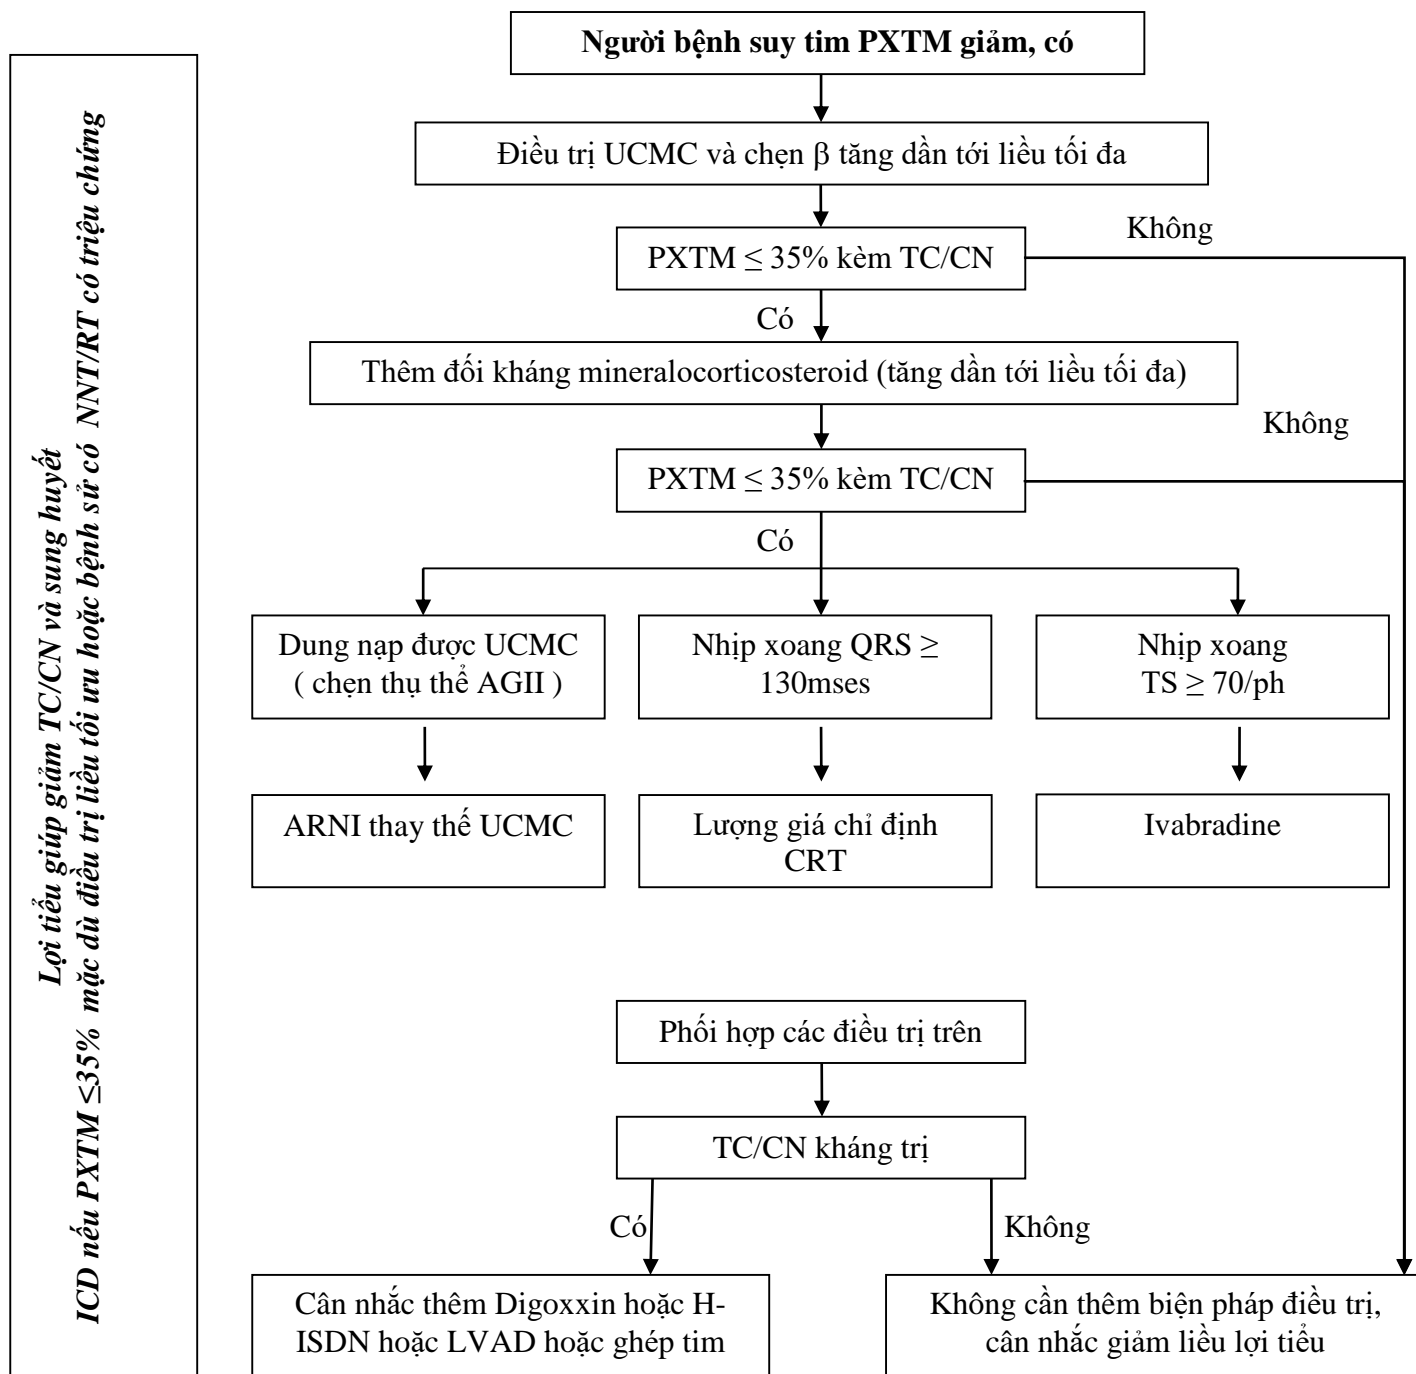 Người bệnh suy tim PXTM giảm, có
Lợi tiểu giúp giảm TC/CN và sung huyết
ICD nếu PXTM ≤35% mặc dù điều trị liều tối ưu hoặc bệnh sử có NNT/RT có triệu chứng
Điều trị UCMC và chẹn β tăng dần tới liều tối đa
Không
PXTM ≤ 35% kèm TC/CN
Có
Thêm đối kháng mineralocorticosteroid (tăng dần tới liều tối đa)
Không
PXTM ≤ 35% kèm TC/CN
Có
Dung nạp được UCMC
( chẹn thụ thể AGII )
Nhịp xoang QRS ≥
130mses
Nhịp xoang
TS ≥ 70/ph
ARNI thay thế UCMC
Lượng giá chỉ định
CRT
Ivabradine
Phối hợp các điều trị trên
TC/CN kháng trị
Có
Không
Cân nhắc thêm Digoxxin hoặc H-
ISDN hoặc LVAD hoặc ghép tim
Không cần thêm biện pháp điều trị,
cân nhắc giảm liều lợi tiểu